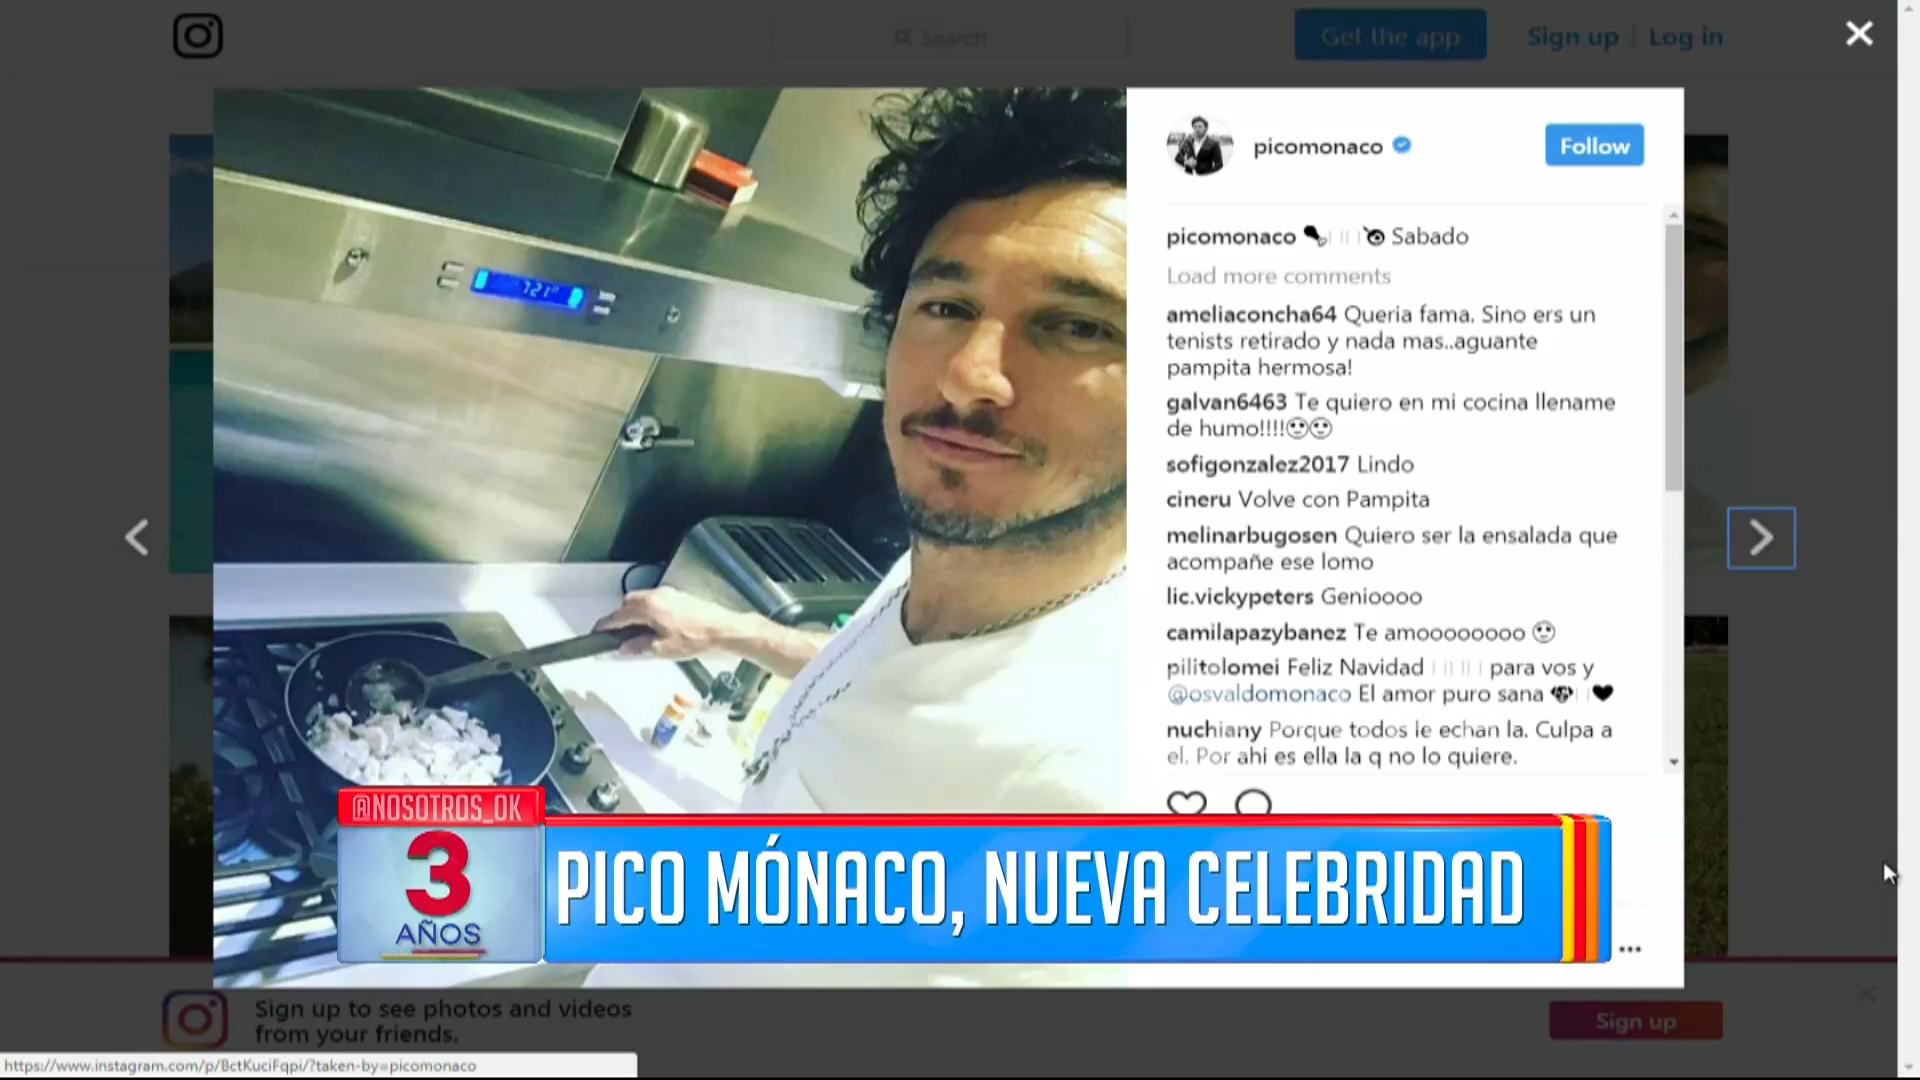 Search
Get the app
Sign up | Log in
picomonaco
Follow
picomonaco Sabado
Load more comments
ameliaconcha64 Queria fama. Sino ers un
tenists retirado y nada mas..aguante
pampita hermosa!
galvan6463 Te quiero en mi cocina llename
de humo!!!!
sofigonzalez2017 Lindo
cineru Volve con Pampita
melinarbugosen Quiero ser la ensalada que
acompañe ese lomo
lic.vickypeters Genioooo
camilapazybanez Te amoooooooo
pilitolomei Feliz Navidad para vos y
@osvaldomonaco El amor puro sana
nuchiany Porque todos le echan la. Culpa a
el. Por ahi es ella la q no lo quiere.
721°
@NOSOTROS_OK
3
AÑOS
PICO MÓNACO, NUEVA CELEBRIDAD
Sign up to see photos and videos
from your friends.
Sign up
https://www.instagram.com/p/BctKuciFqpi/?taken-by=picomonaco